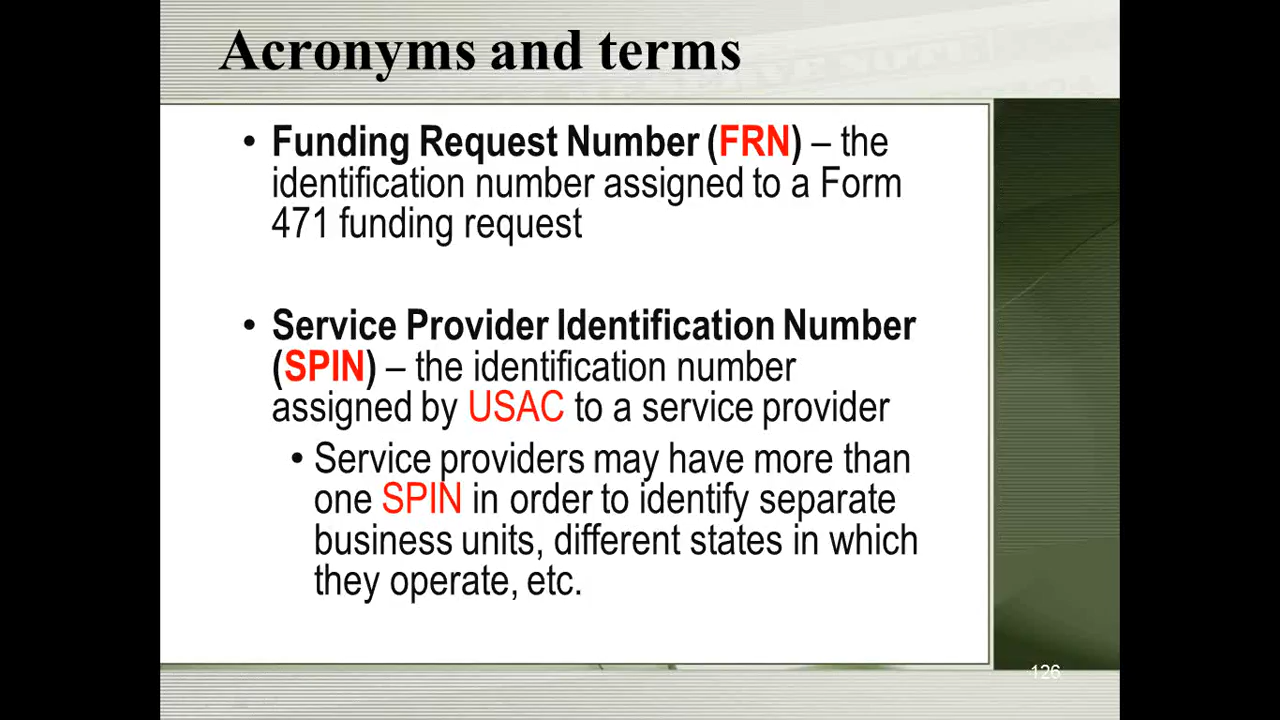 Acronyms and terms
• Funding Request Number (FRN) – the
identification number assigned to a Form
471 funding request
• Service Provider Identification Number
(SPIN) – the identification number
assigned by USAC to a service provider
• Service providers may have more than
one SPIN in order to identify separate
business units, different states in which
they operate, etc.
126